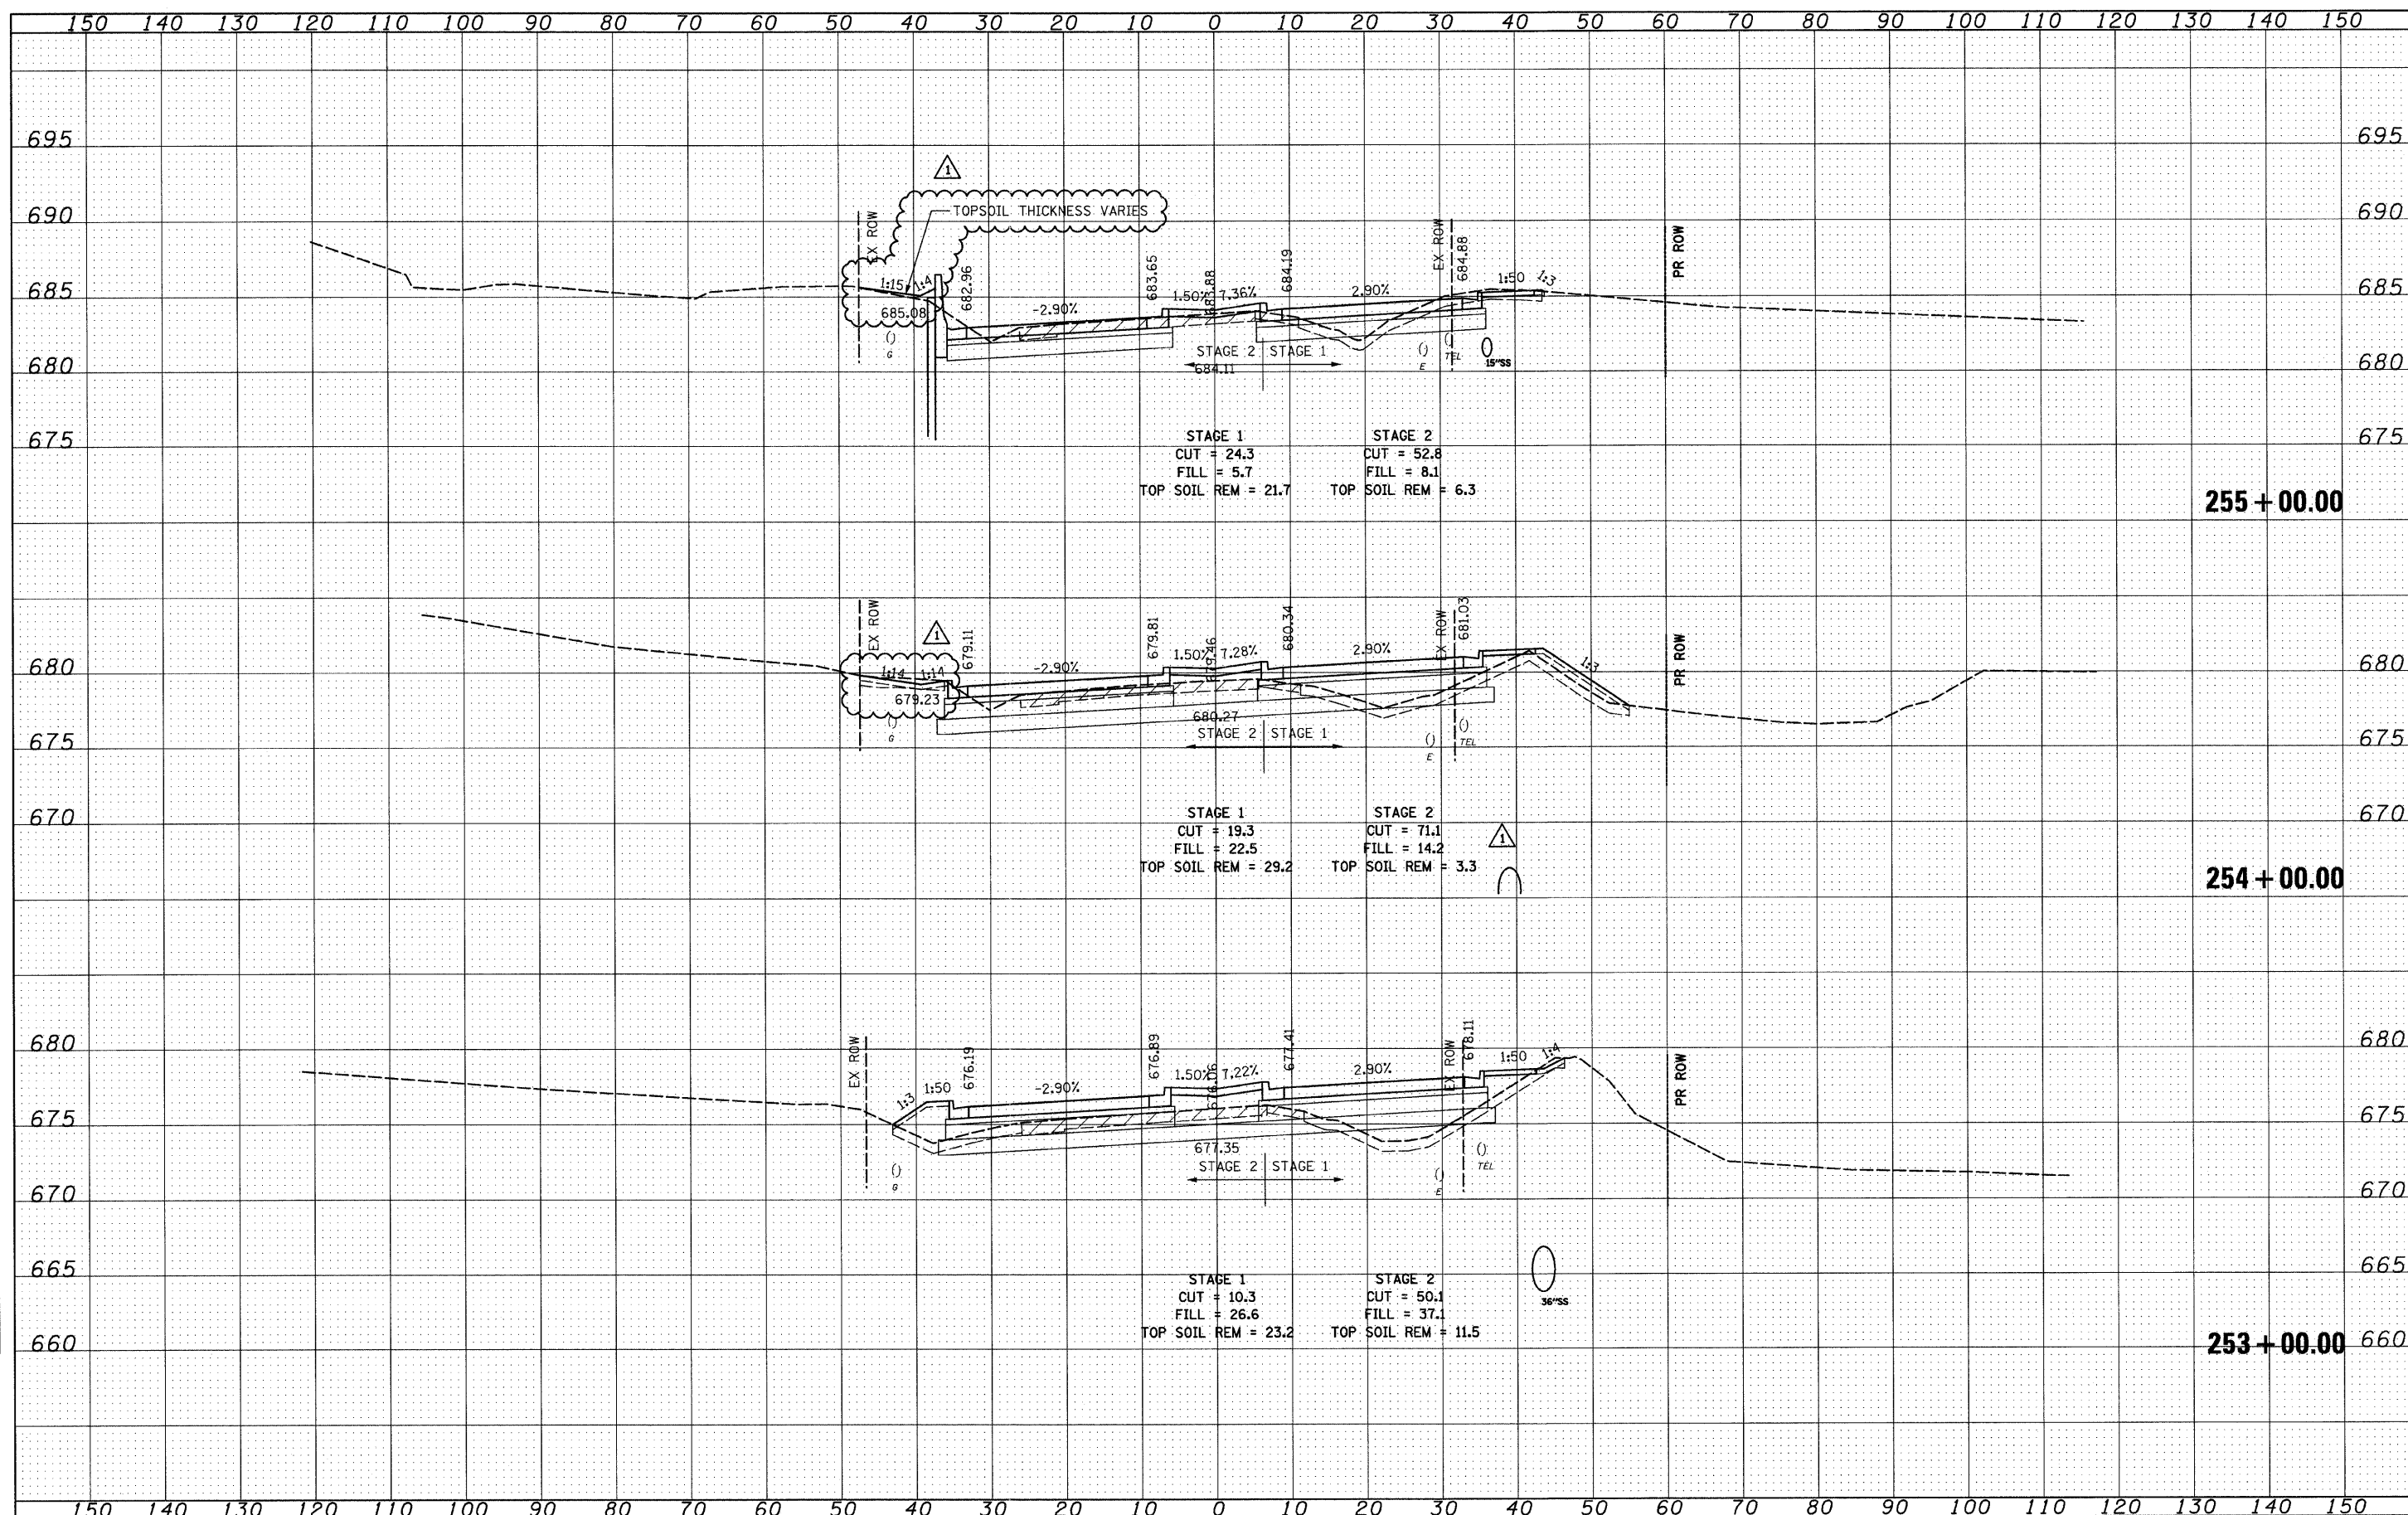 150 140 130 120 110 100 90 80 70 60 50 40 30 20 10 0 10 20 30 40 50 60 70 80 90 100 110 120 130 140 150
695 695
1
690 690
TOPSOIL THICKNESS VARIES
EX ROW
EX ROW
PR ROW
685 685
1:15 1:4 682.96 -2.90% 683.65 1.50% 683.88 7.36% 684.19 2.90% 684.88 1:50 1:3
685.08
G
STAGE 2 STAGE 1
684.11
E TEL 15"SS
680 680
675 675
STAGE 1 STAGE 2
CUT = 24.3 CUT = 52.8
FILL = 5.7 FILL = 8.1
TOP SOIL REM = 21.7 TOP SOIL REM = 6.3
255+00.00
EX ROW
1
EX ROW
PR ROW
680 680
1:14 1:14 679.11 -2.90% 679.81 1.50% 679.46 7.28% 680.34 2.90% 681.03 1:3
679.23
680.27
G
STAGE 2 STAGE 1
E TEL
675 675
STAGE 1 STAGE 2
670 670
CUT = 19.3 CUT = 71.1
1
FILL = 22.5 FILL = 14.2
TOP SOIL REM = 29.2 TOP SOIL REM = 3.3
254+00.00
680 680
EX ROW
EX ROW
PR ROW
1:3 1:50 676.19 -2.90% 676.89 1.50% 676.06 7.22% 677.41 2.90% 678.11 1:50 1:4
675 675
677.35
STAGE 2 STAGE 1
G
E TEL
670 670
665 665
STAGE 1 STAGE 2
CUT = 10.3 CUT = 50.1
36"SS
FILL = 26.6 FILL = 37.1
TOP SOIL REM = 23.2 TOP SOIL REM = 11.5
660 253+00.00 660
150 140 130 120 110 100 90 80 70 60 50 40 30 20 10 0 10 20 30 40 50 60 70 80 90 100 110 120 130 140 150